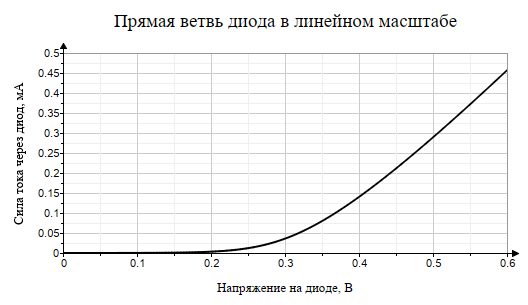 Прямая ветвь диода в линейном масштабе
Сила тока через диод, мА
0.5
0.45
0.4
0.35
0.3
0.25
0.2
0.15
0.1
0.05
0
0 0.1 0.2 0.3 0.4 0.5 0.6
Напряжение на диоде, В